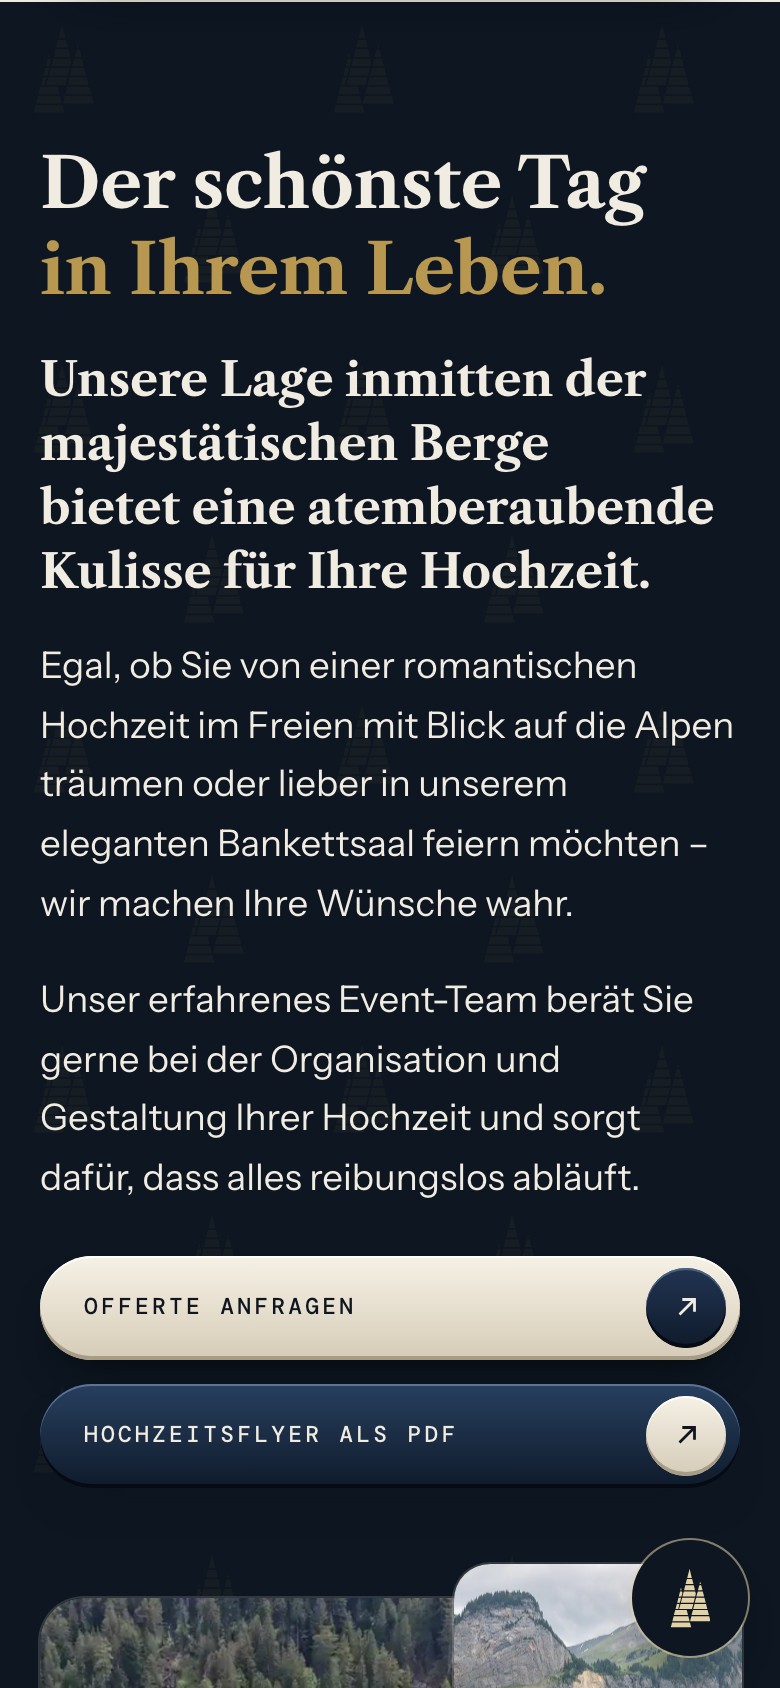 Der schönste Tag
in Ihrem Leben.
Unsere Lage inmitten der
majestätischen Berge
bietet eine atemberaubende
Kulisse für Ihre Hochzeit.
Egal, ob Sie von einer romantischen
Hochzeit im Freien mit Blick auf die Alpen
träumen oder lieber in unserem
eleganten Bankettsaal feiern möchten –
wir machen Ihre Wünsche wahr.
Unser erfahrenes Event-Team berät Sie
gerne bei der Organisation und
Gestaltung Ihrer Hochzeit und sorgt
dafür, dass alles reibungslos abläuft.
OFFERTE ANFRAGEN
HOCHZEITSFLYER ALS PDF